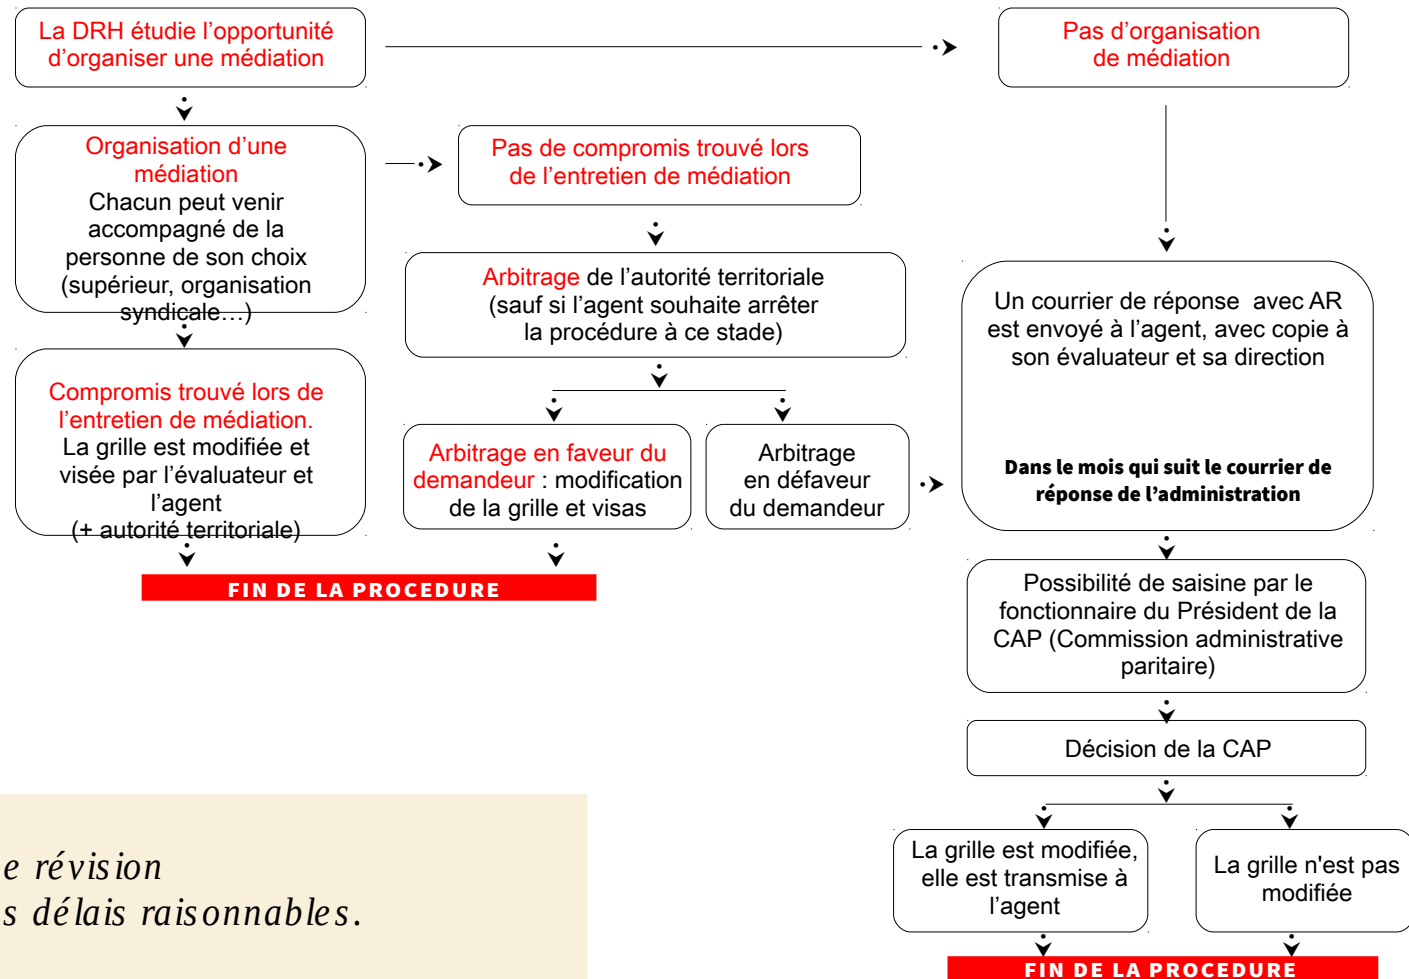 La DRH étudie l’opportunité
d’organiser une médiation
Pas d’organisation
de médiation
Organisation d’une
médiation
Chacun peut venir
accompagné de la
personne de son choix
(supérieur, organisation
syndicale…)
Pas de compromis trouvé lors
de l’entretien de médiation
Arbitrage de l’autorité territoriale
(sauf si l’agent souhaite arrêter
la procédure à ce stade)
Un courrier de réponse avec AR
est envoyé à l’agent, avec copie à
son évaluateur et sa direction
Dans le mois qui suit le courrier de
réponse de l’administration
Compromis trouvé lors de
l’entretien de médiation.
La grille est modifiée et
visée par l’évaluateur et
l’agent
(+ autorité territoriale)
Arbitrage en faveur du
demandeur : modification
de la grille et visas
Arbitrage
en défaveur
du demandeur
FIN DE LA PROCEDURE
Possibilité de saisine par le
fonctionnaire du Président de la
CAP (Commission administrative
paritaire)
Décision de la CAP
La grille est modifiée,
elle est transmise à
l’agent
La grille n'est pas
modifiée
FIN DE LA PROCEDURE
e révision
s délais raisonnables.